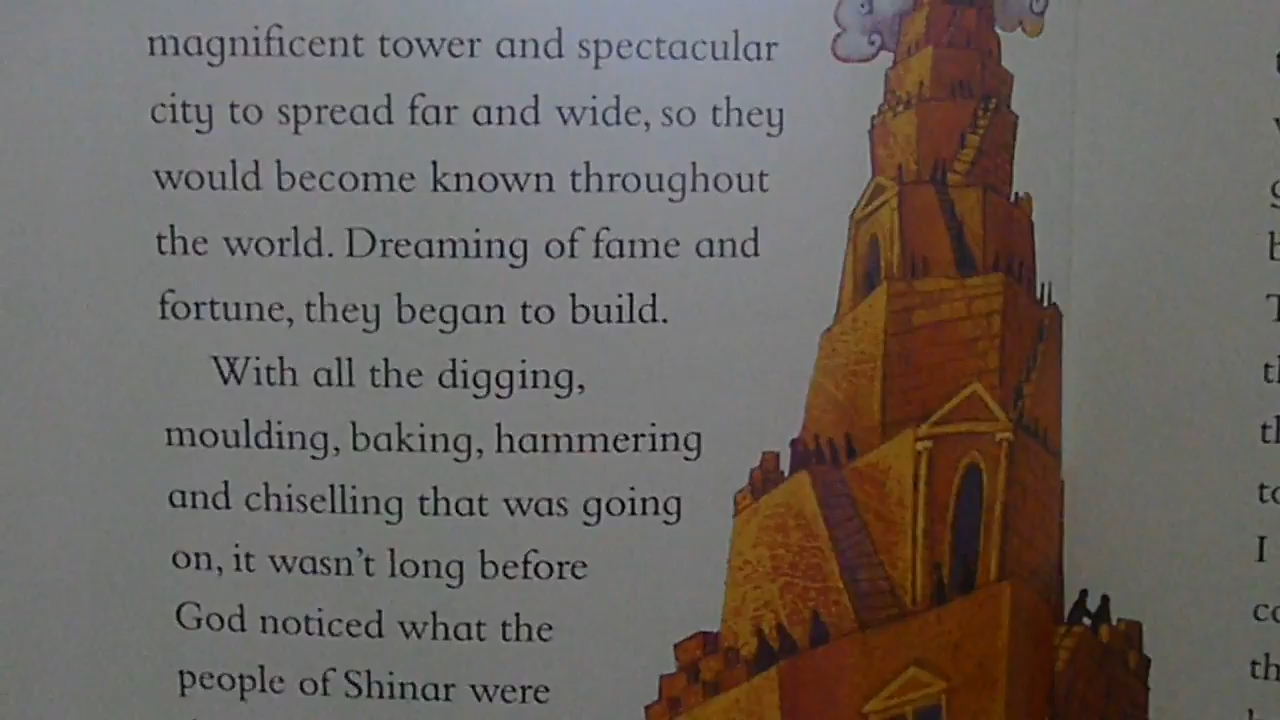 magnificent tower and spectacular
city to spread far and wide, so they
would become known throughout
the world. Dreaming of fame and
fortune, they began to build.
With all the digging,
moulding, baking, hammering
and chiselling that was going
on, it wasn't long before
God noticed what the
people of Shinar were
I